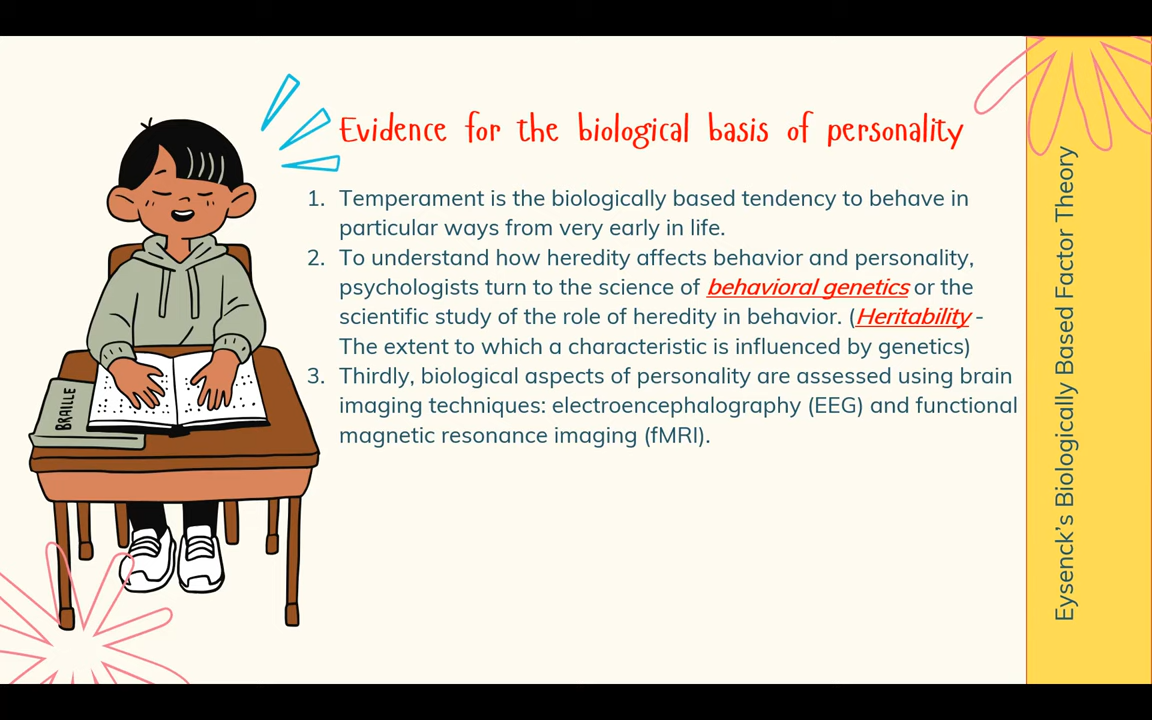 Evidence for the biological basis of personality
1. Temperament is the biologically based tendency to behave in
particular ways from very early in life.
2. To understand how heredity affects behavior and personality,
psychologists turn to the science of behavioral genetics or the
scientific study of the role of heredity in behavior. (Heritability -
The extent to which a characteristic is influenced by genetics)
3. Thirdly, biological aspects of personality are assessed using brain
imaging techniques: electroencephalography (EEG) and functional
magnetic resonance imaging (fMRI).
BRAILLE
Eysenck's Biologically Based Factor Theory